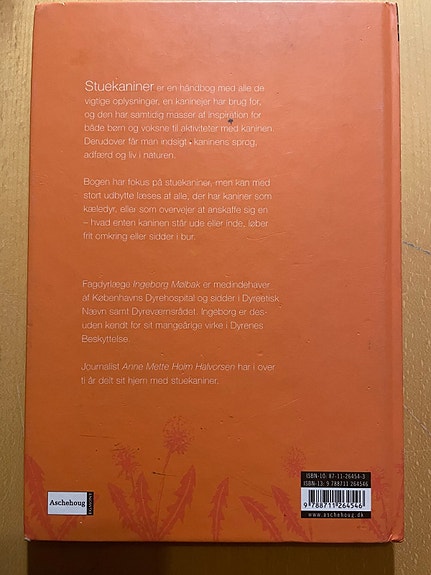 Stuekaniner er en håndbog med alle de
vigtige oplysninger, en kaninejer har brug for,
og den har samtidig masser af inspiration for
både børn og voksne til aktiviteter med kaninen.
Derudover får man indsigt i kaninens sprog,
adfærd og liv i naturen.
Bogen har fokus på stuekaniner, men kan med
stort udbytte læses af alle, der har kaniner som
kæledyr, eller som overvejer at anskaffe sig en
– hvad enten kaninen står ude eller inde, løber
frit omkring eller sidder i bur.
Fagdyrlæge Ingeborg Mølbak er medindehaver
af Københavns Dyrehospital og sidder i Dyreetisk
Nævn samt Dyreværnsrådet. Ingeborg er des-
uden kendt for sit mangeårige virke i Dyrenes
Beskyttelse.
Journalist Anne Mette Holm Halvorsen har i over
ti år delt sit hjem med stuekaniner.
Aschehoug
EGMONT
ISBN-10: 87-11-26454-3
ISBN-13: 9 788711 264546
9 788711 264546
www.aschehoug.dk